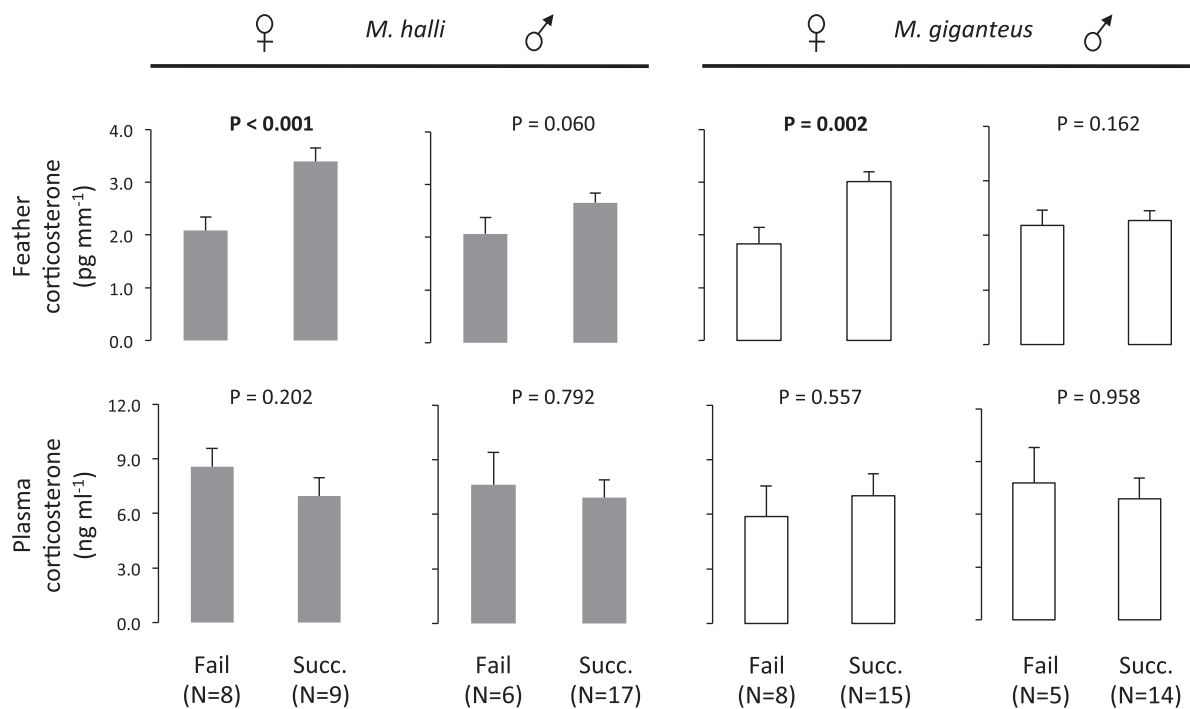 ♀ M. halli ♂ ♀ M. giganteus ♂
P < 0.001 P = 0.060 P = 0.002 P = 0.162
Feather
corticosterone
(pg mm-1)
4.0
3.0
2.0
1.0
0.0
P = 0.202 P = 0.792 P = 0.557 P = 0.958
Plasma
corticosterone
(ng ml-1)
12.0
9.0
6.0
3.0
0.0
Fail Succ. Fail Succ. Fail Succ. Fail Succ.
(N=8) (N=9) (N=6) (N=17) (N=8) (N=15) (N=5) (N=14)